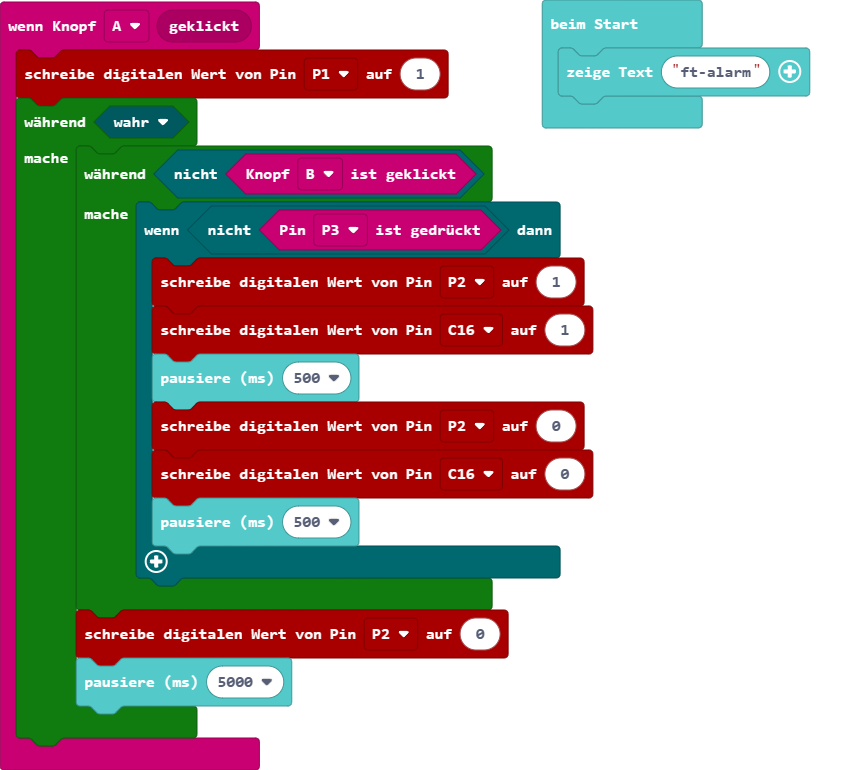 wenn Knopf A geklickt
schreibe digitalen Wert von Pin P1 auf 1
während wahr
mache
während nicht Knopf B ist geklickt
mache
wenn nicht Pin P3 ist gedrückt dann
schreibe digitalen Wert von Pin P2 auf 1
schreibe digitalen Wert von Pin C16 auf 1
pausiere (ms) 500
schreibe digitalen Wert von Pin P2 auf 0
schreibe digitalen Wert von Pin C16 auf 0
pausiere (ms) 500
schreibe digitalen Wert von Pin P2 auf 0
pausiere (ms) 5000
beim Start
zeige Text "ft-alarm"